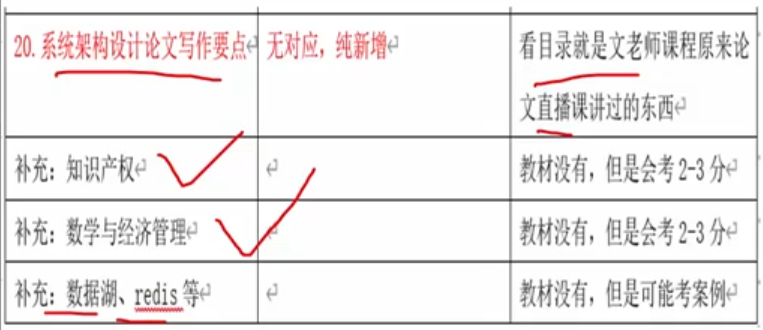 20.系统架构设计论文写作要点
无对应，纯新增
看目录就是文老师课程原来论
文直播课讲过的东西
补充：知识产权
教材没有，但是会考2-3分
补充：数学与经济管理
教材没有，但是会考2-3分
补充：数据湖、redis等
教材没有，但是可能考案例